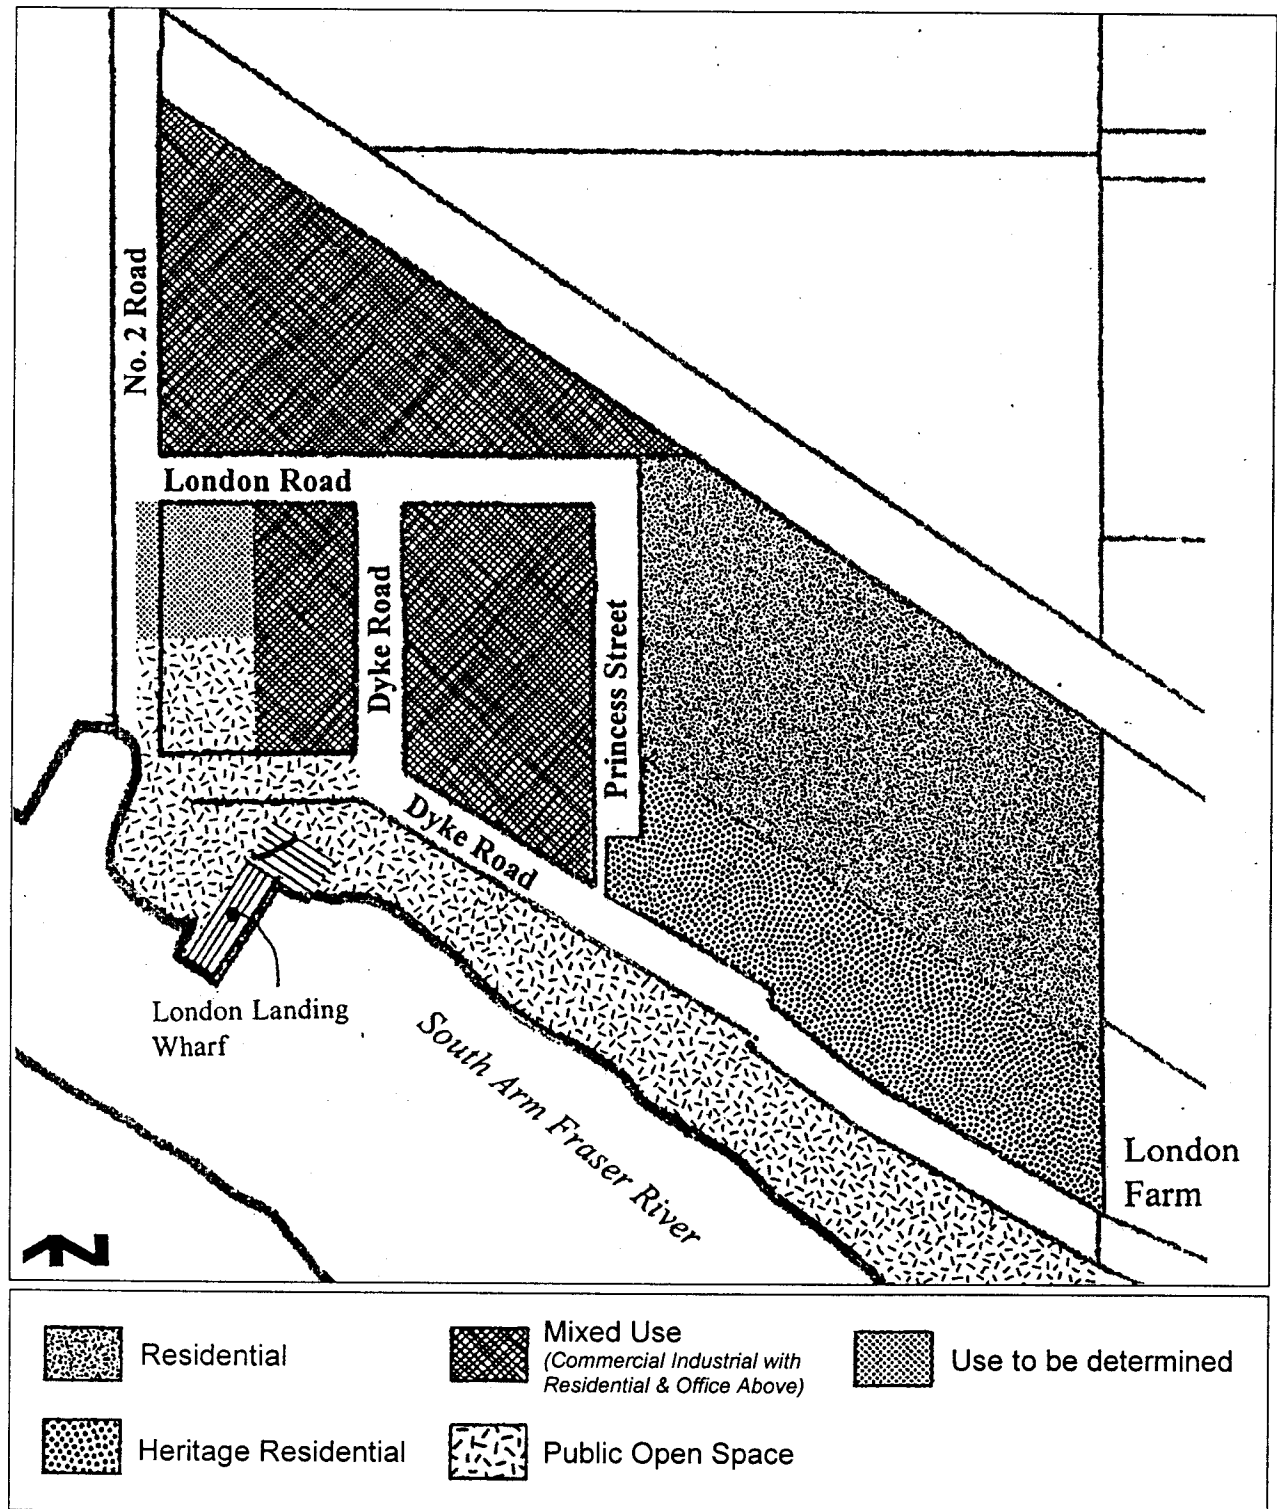 No. 2 Road
London Road
Dyke Road
Princess Street
Dyke Road
London Landing
Wharf
South Arm Fraser River
London
Farm
N
Residential
Mixed Use
(Commercial Industrial with
Residential & Office Above)
Use to be determined
Heritage Residential
Public Open Space